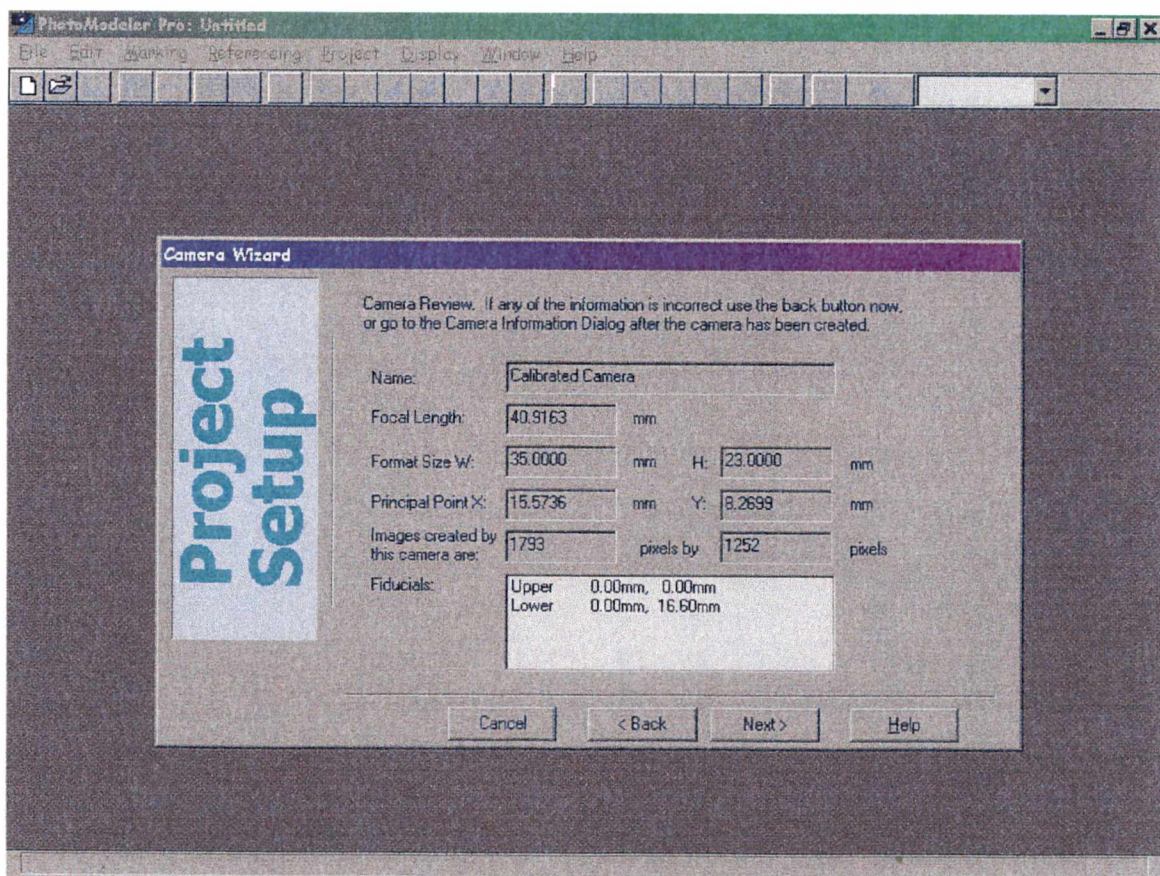 PhotoModeler Pro: Untitled
File Edit Marking Referencing Project Display Window Help
Camera Wizard
Project
Setup
Camera Review. If any of the information is incorrect use the back button now,
or go to the Camera Information Dialog after the camera has been created.
Name: Calibrated Camera
Focal Length: 40.9163 mm
Format Size W: 35.0000 mm H: 23.0000 mm
Principal Point X: 15.5736 mm Y: 8.2699 mm
Images created by
this camera are: 1793 pixels by 1252 pixels
Fiducials:
Upper 0.00mm, 0.00mm
Lower 0.00mm, 16.60mm
Cancel < Back Next > Help